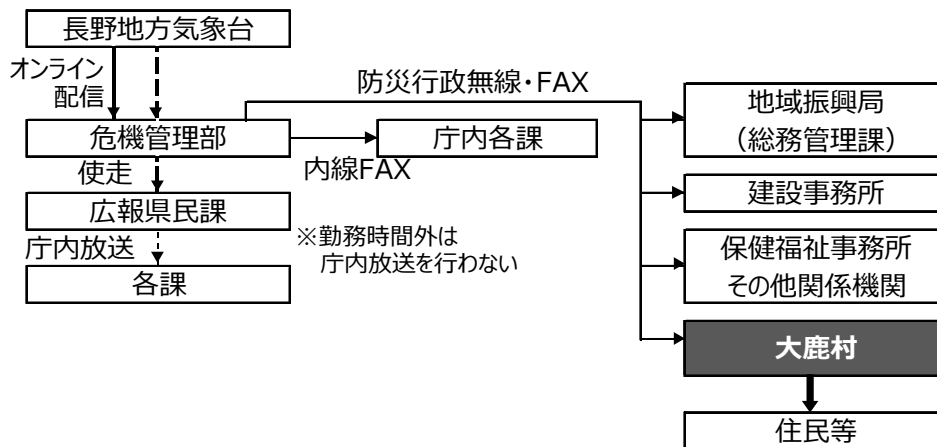 長野地方気象台
オンライン
配信
防災行政無線・FAX
危機管理部
庁内各課
地域振興局
(総務管理課)
使走
内線FAX
広報県民課
建設事務所
庁内放送
※勤務時間外は
庁内放送を行わない
各課
保健福祉事務所
その他関係機関
大鹿村
住民等